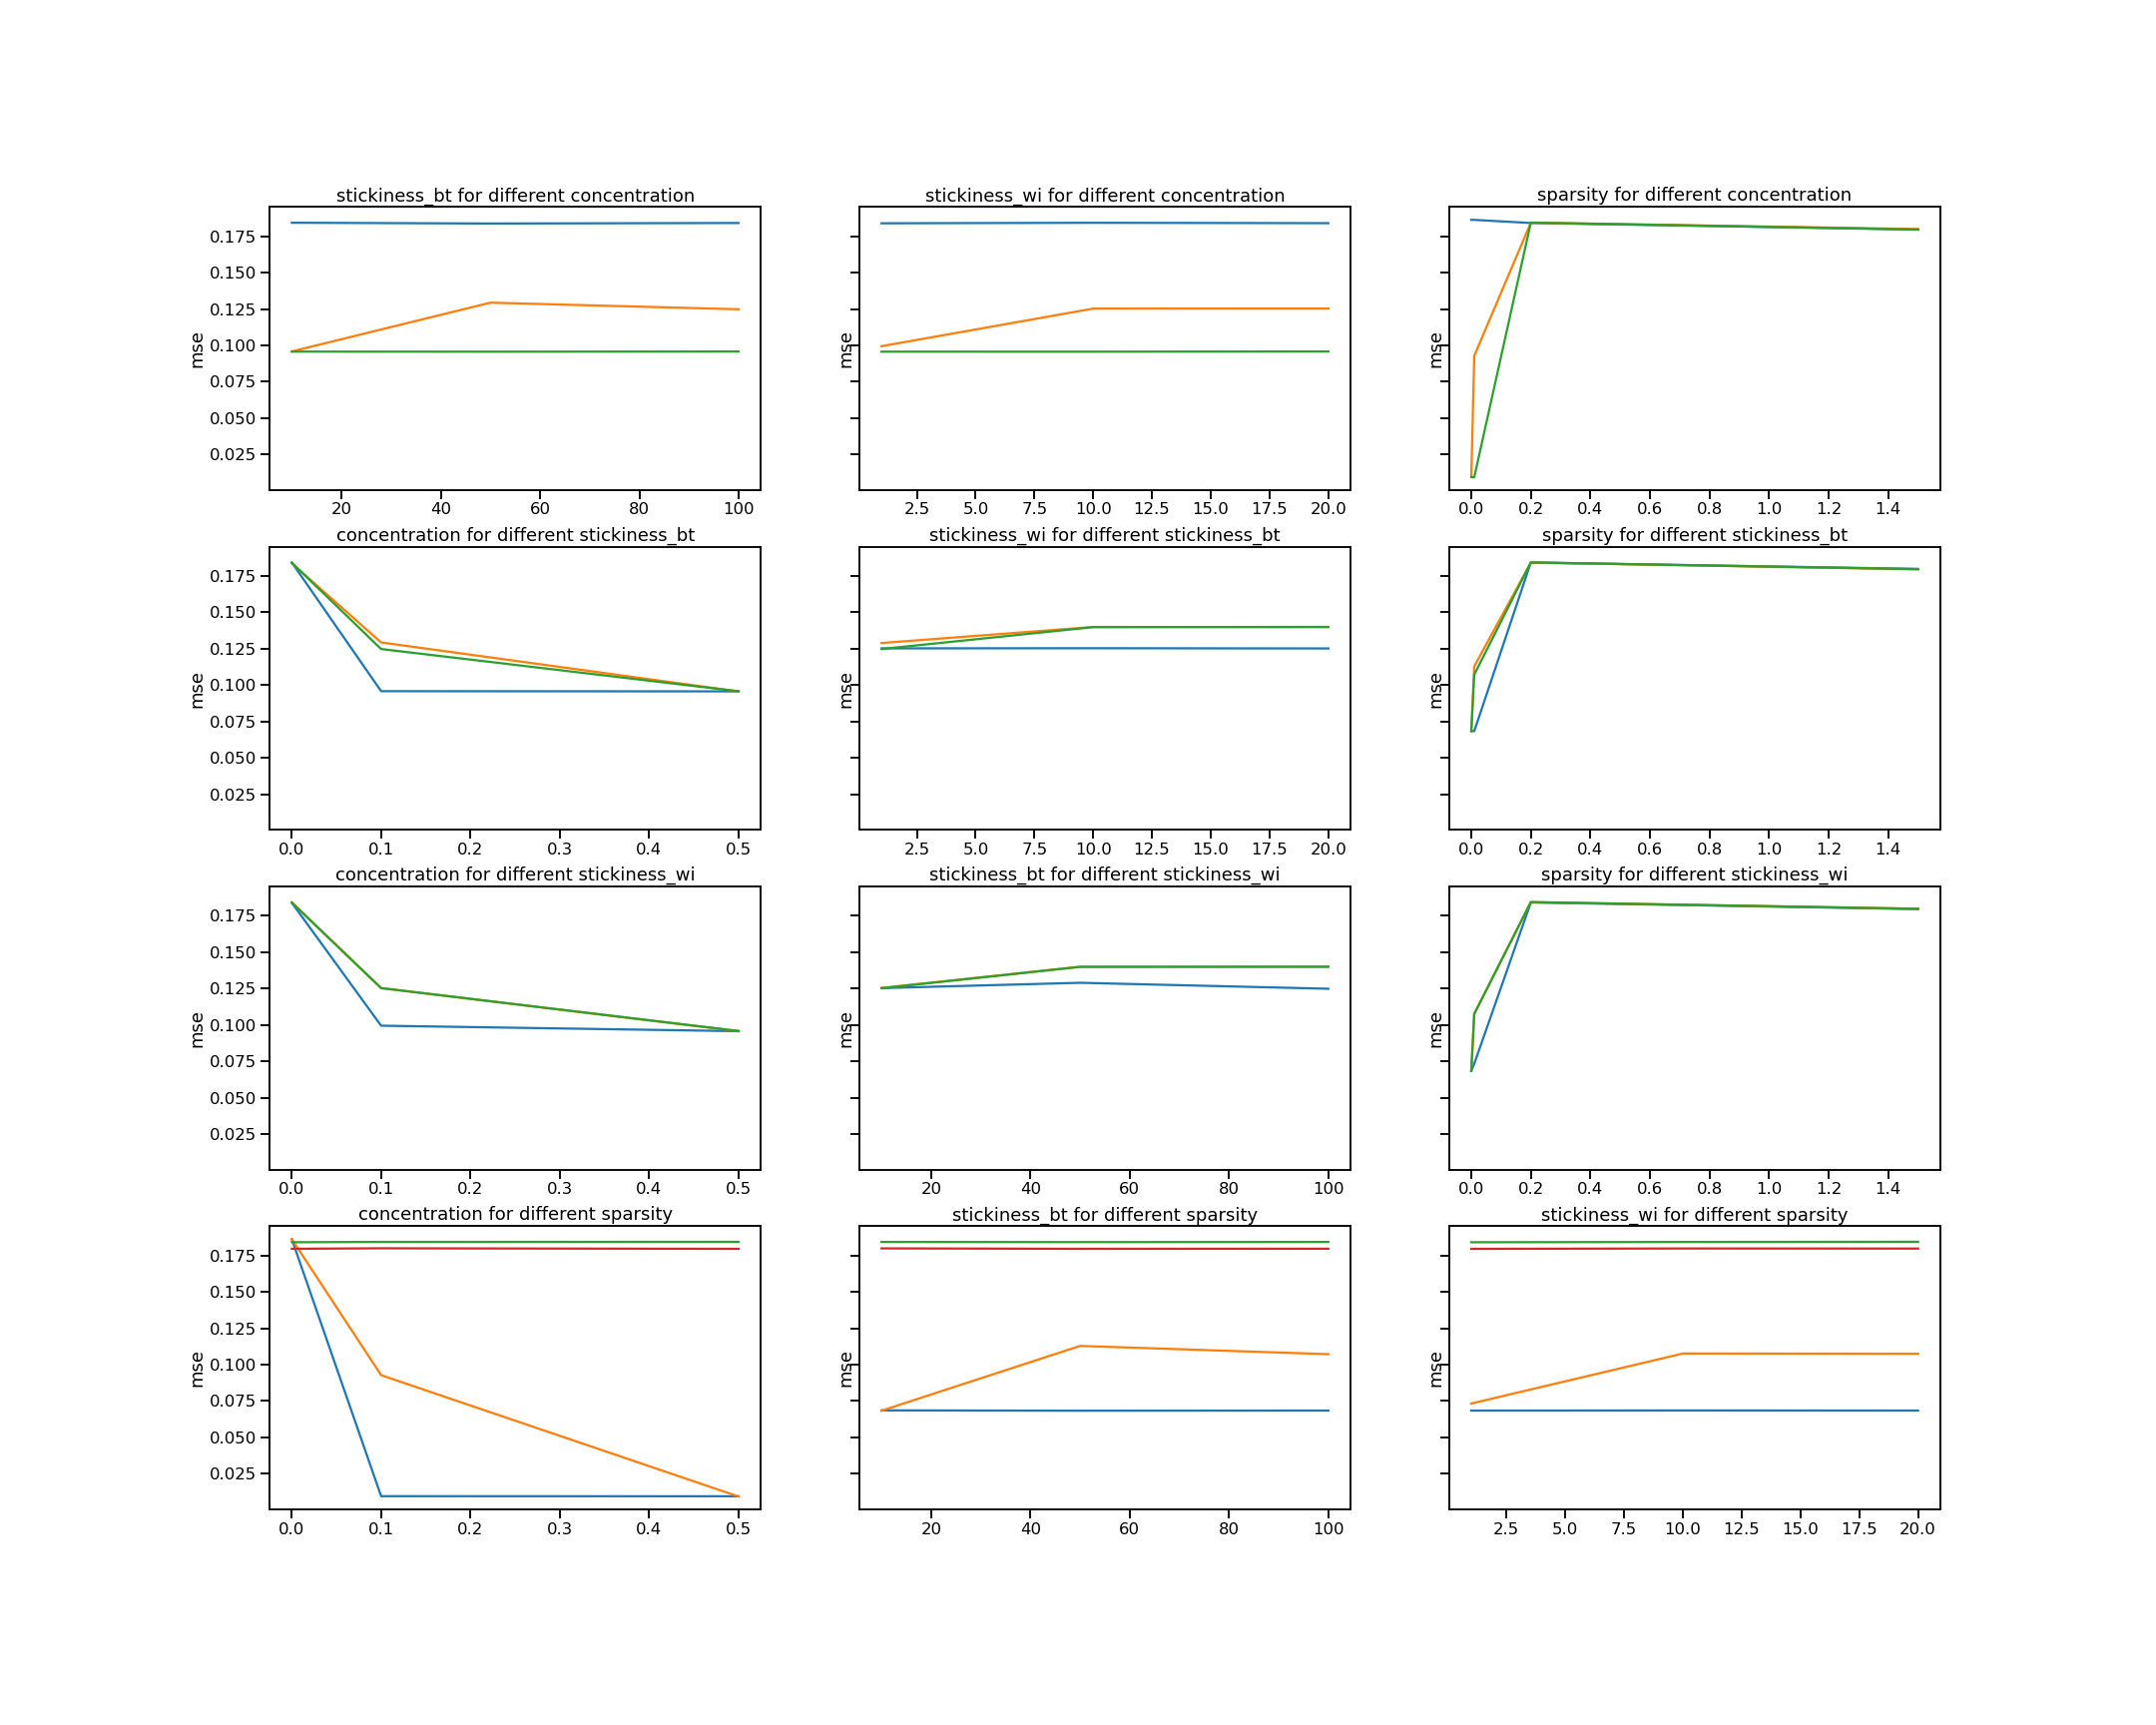 stickiness_bt for different concentration
stickiness_wi for different concentration
sparsity for different concentration
0.175
0.150
0.125
0.100
0.075
0.050
0.025
mse
mse
mse
20 40 60 80 100
2.5 5.0 7.5 10.0 12.5 15.0 17.5 20.0
0.0 0.2 0.4 0.6 0.8 1.0 1.2 1.4
concentration for different stickiness_bt
stickiness_wi for different stickiness_bt
sparsity for different stickiness_bt
0.175
0.150
0.125
0.100
0.075
0.050
0.025
mse
mse
mse
0.0 0.1 0.2 0.3 0.4 0.5
2.5 5.0 7.5 10.0 12.5 15.0 17.5 20.0
0.0 0.2 0.4 0.6 0.8 1.0 1.2 1.4
concentration for different stickiness_wi
stickiness_bt for different stickiness_wi
sparsity for different stickiness_wi
0.175
0.150
0.125
0.100
0.075
0.050
0.025
mse
mse
mse
0.0 0.1 0.2 0.3 0.4 0.5
20 40 60 80 100
0.0 0.2 0.4 0.6 0.8 1.0 1.2 1.4
concentration for different sparsity
stickiness_bt for different sparsity
stickiness_wi for different sparsity
0.175
0.150
0.125
0.100
0.075
0.050
0.025
mse
mse
mse
0.0 0.1 0.2 0.3 0.4 0.5
20 40 60 80 100
2.5 5.0 7.5 10.0 12.5 15.0 17.5 20.0